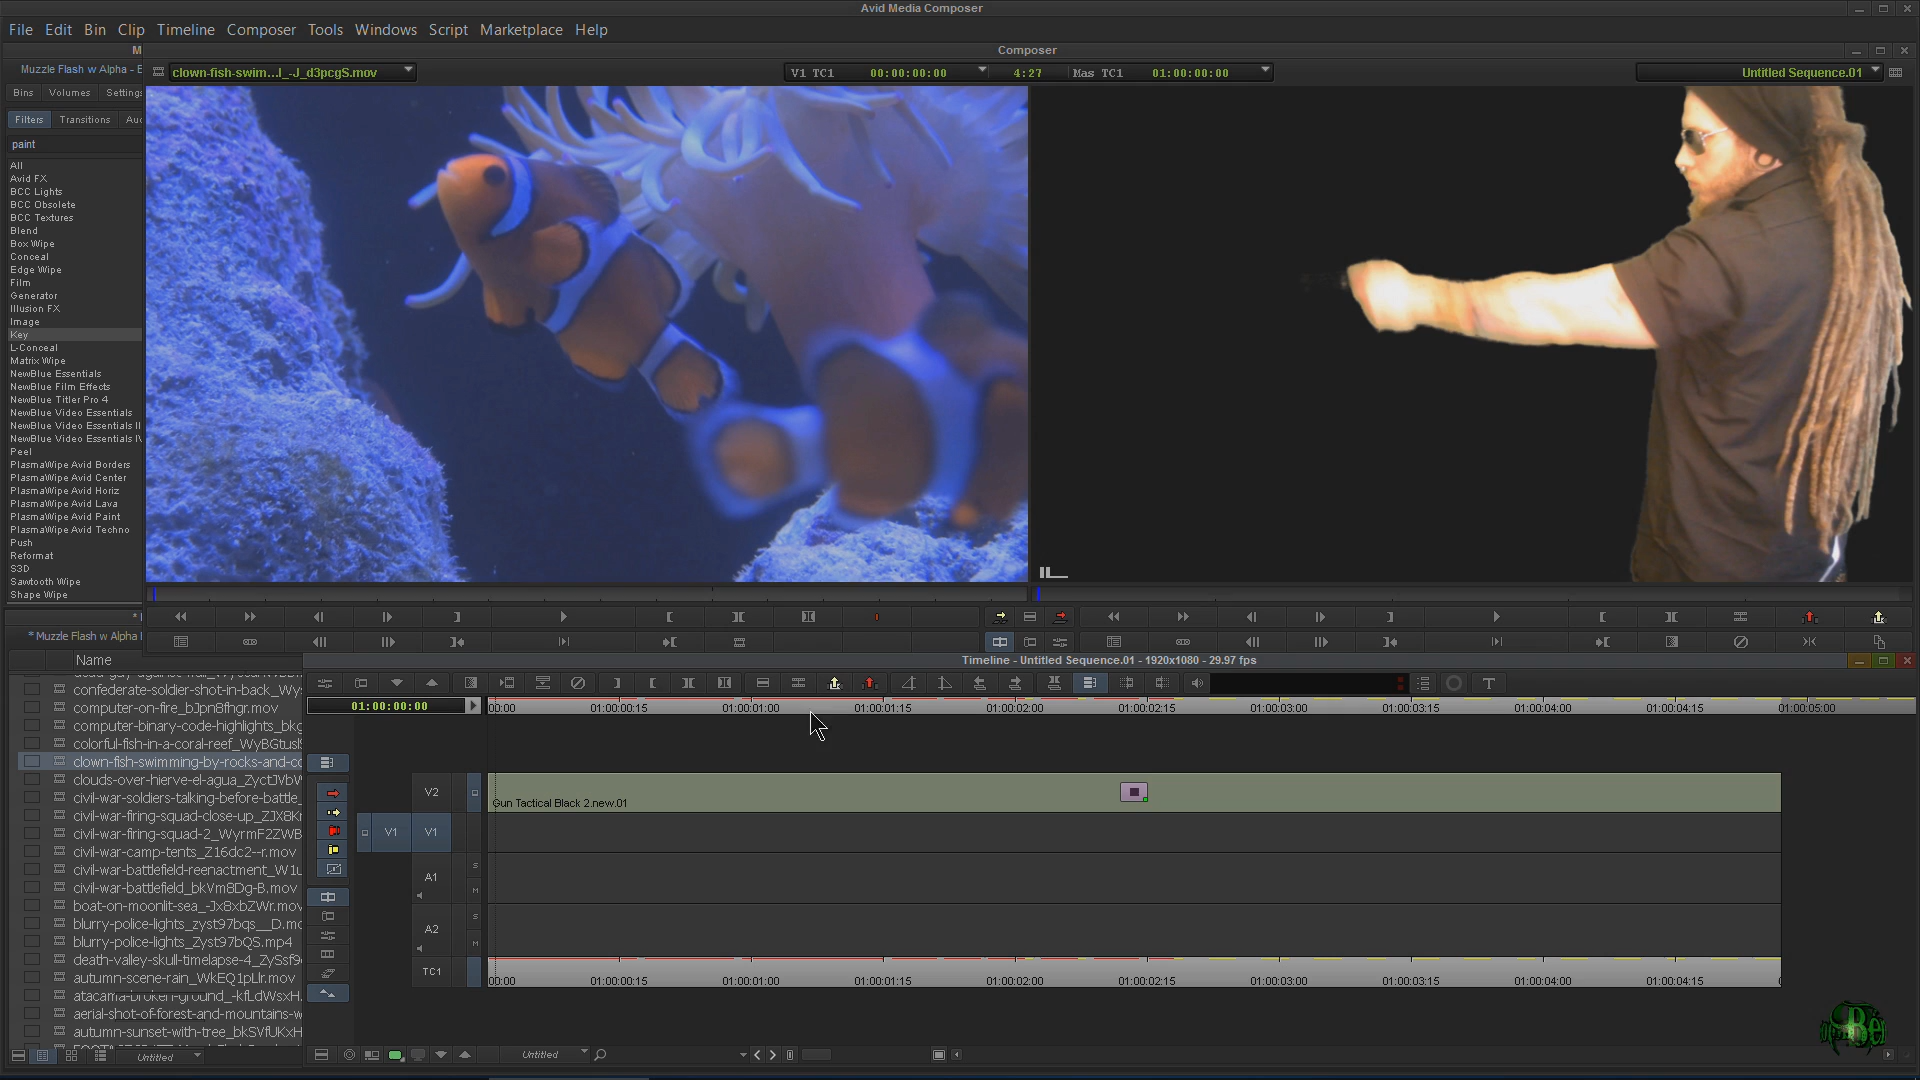 Avid Media Composer
File Edit Bin Clip Timeline Composer Tools Windows Script Marketplace Help
M
Composer
Muzzle Flash w Alpha - E
clown-fish-swim...l_-J_d3pcgS.mov
V1 TC1 00:00:00:00 4:27 Mas TC1 01:00:00:00
Untitled Sequence.01
Bins Volumes Settings
Filters Transitions Au
paint
All
Avid FX
BCC Lights
BCC Obsolete
BCC Textures
Blend
Box Wipe
Conceal
Edge Wipe
Film
Generator
Illusion FX
Image
Key
L-Conceal
Matrix Wipe
NewBlue Essentials
NewBlue Film Effects
NewBlue Titler Pro 4
NewBlue Video Essentials
NewBlue Video Essentials II
NewBlue Video Essentials IV
Peel
PlasmaWipe Avid Borders
PlasmaWipe Avid Center
PlasmaWipe Avid Horiz
PlasmaWipe Avid Lava
PlasmaWipe Avid Paint
PlasmaWipe Avid Techno
Push
Reformat
S3D
Sawtooth Wipe
Shape Wipe
* Muzzle Flash w Alpha
Name
confederate-soldier-shot-in-back_Wy
computer-on-fire_bJpn8fhgr.mov
computer-binary-code-highlights_bkg
colorful-fish-in-a-coral-reef_WyBGtusl
clown-fish-swimming-by-rocks-and-co
clouds-over-hierve-el-agua_ZyctJVbV
civil-war-soldiers-talking-before-battle_
civil-war-firing-squad-close-up_ZJX8K
civil-war-firing-squad-2_WyrmF2ZWB
civil-war-camp-tents_Z16dc2--r.mov
civil-war-battlefield-reenactment_W1u
civil-war-battlefield_bkVm8Dg-B.mov
boat-on-moonlit-sea_-Jx8xbZWr.mov
blurry-police-lights_zyst97bqs__D.mo
blurry-police-lights_Zyst97bQS.mp4
death-valley-skull-timelapse-4_ZySsf9
autumn-scene-rain_WkEQ1pLlr.mov
atacama-broken-ground_-kfLdWsxH.
aerial-shot-of-forest-and-mountains-w
autumn-sunset-with-tree_bkSVfUKxH
Untitled
Timeline - Untitled Sequence.01 - 1920x1080 - 29.97 fps
T
01:00:00:00
00:00 01:00:00:15 01:00:01:00 01:00:01:15 01:00:02:00 01:00:02:15 01:00:03:00 01:00:03:15 01:00:04:00 01:00:04:15 01:00:05:00
V2
Gun Tactical Black 2.new.01
V1 V1
A1 S M
A2 S M
TC1
00:00 01:00:00:15 01:00:01:00 01:00:01:15 01:00:02:00 01:00:02:15 01:00:03:00 01:00:03:15 01:00:04:00 01:00:04:15
Untitled